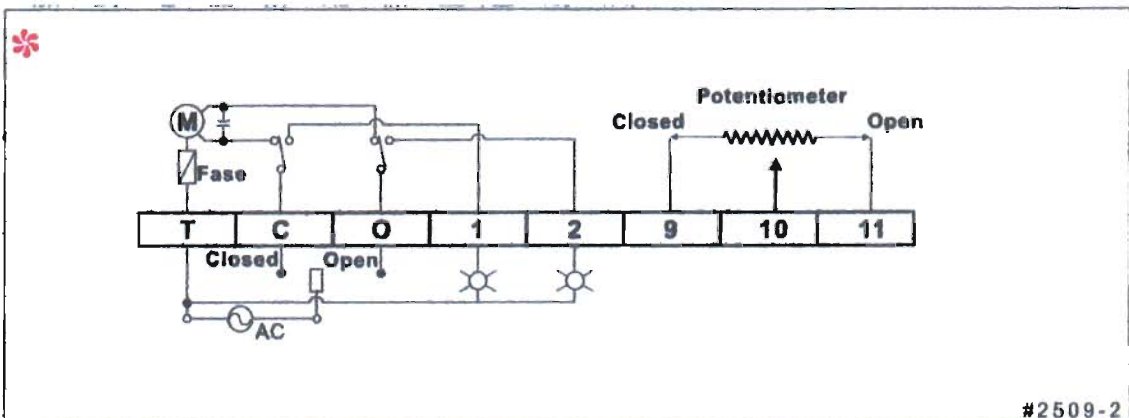 Potentiometer
Closed Open
M
Fase
T C O 1 2 9 10 11
Closed Open
AC
#2509-2